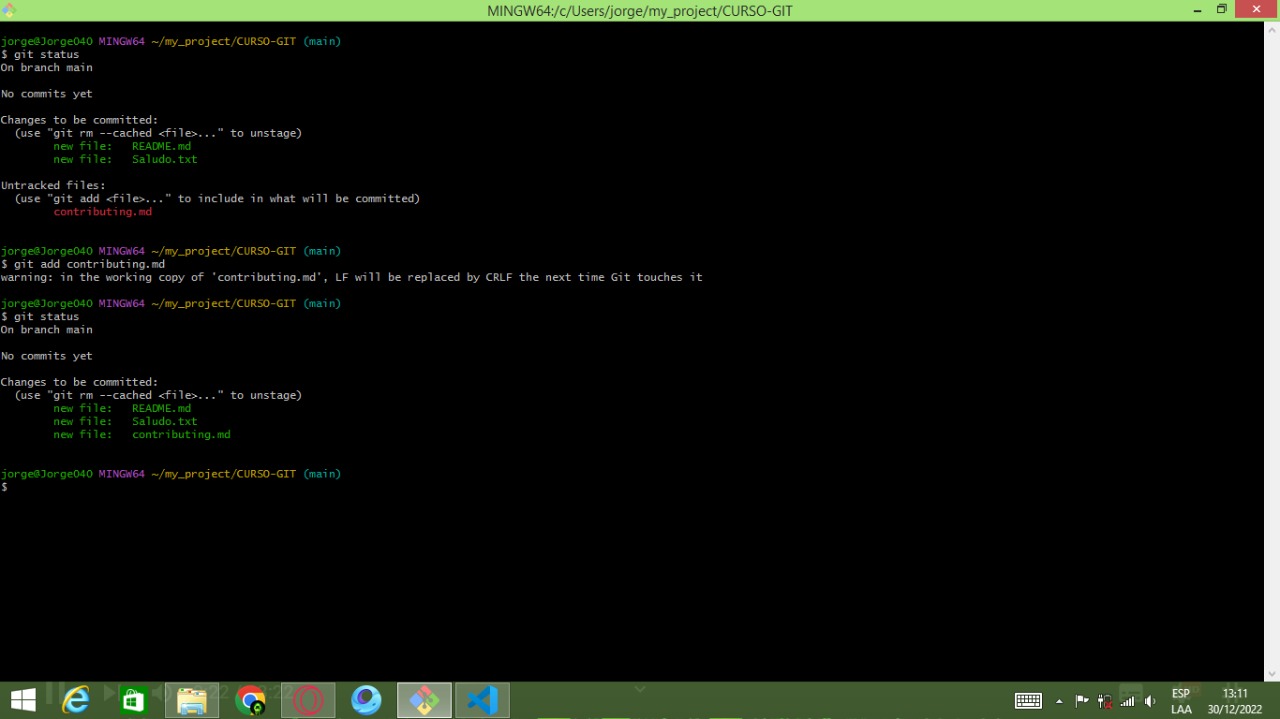 MINGW64:/c/Users/jorge/my_project/CURSO-GIT
jorge@Jorge040 MINGW64 ~/my_project/CURSO-GIT (main)
$ git status
On branch main
No commits yet
Changes to be committed:
(use "git rm --cached <file>..." to unstage)
new file: README.md
new file: Saludo.txt
Untracked files:
(use "git add <file>..." to include in what will be committed)
contributing.md
jorge@Jorge040 MINGW64 ~/my_project/CURSO-GIT (main)
$ git add contributing.md
warning: in the working copy of 'contributing.md', LF will be replaced by CRLF the next time Git touches it
jorge@Jorge040 MINGW64 ~/my_project/CURSO-GIT (main)
$ git status
On branch main
No commits yet
Changes to be committed:
(use "git rm --cached <file>..." to unstage)
new file: README.md
new file: Saludo.txt
new file: contributing.md
jorge@Jorge040 MINGW64 ~/my_project/CURSO-GIT (main)
$
ESP 13:11
LAA 30/12/2022